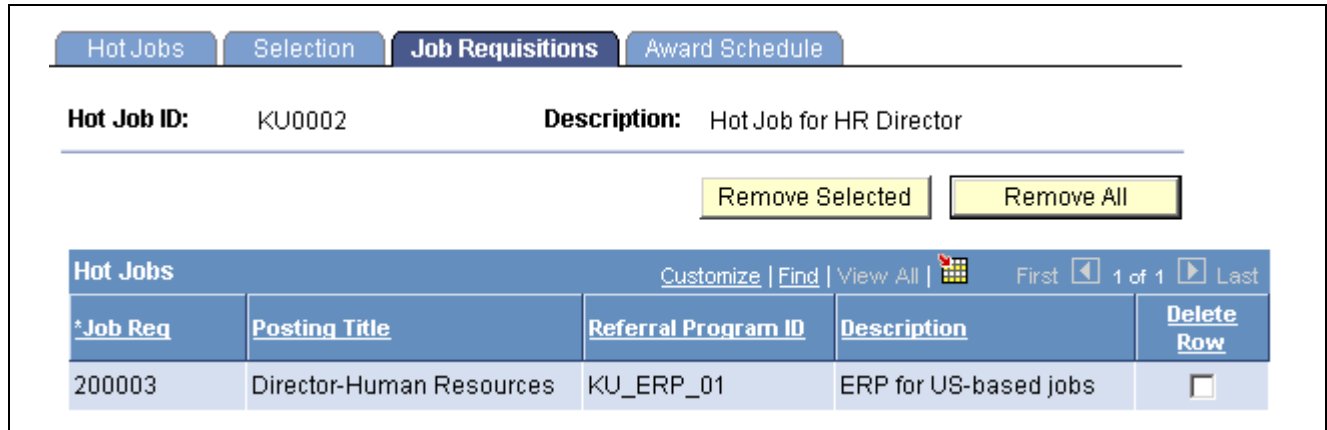 Hot Jobs Selection Job Requisitions Award Schedule
Hot Job ID: KU0002 Description: Hot Job for HR Director
Remove Selected Remove All
Hot Jobs Customize | Find | View All | First 1 of 1 Last
*Job Req Posting Title Referral Program ID Description Delete Row
200003 Director-Human Resources KU_ERP_01 ERP for US-based jobs